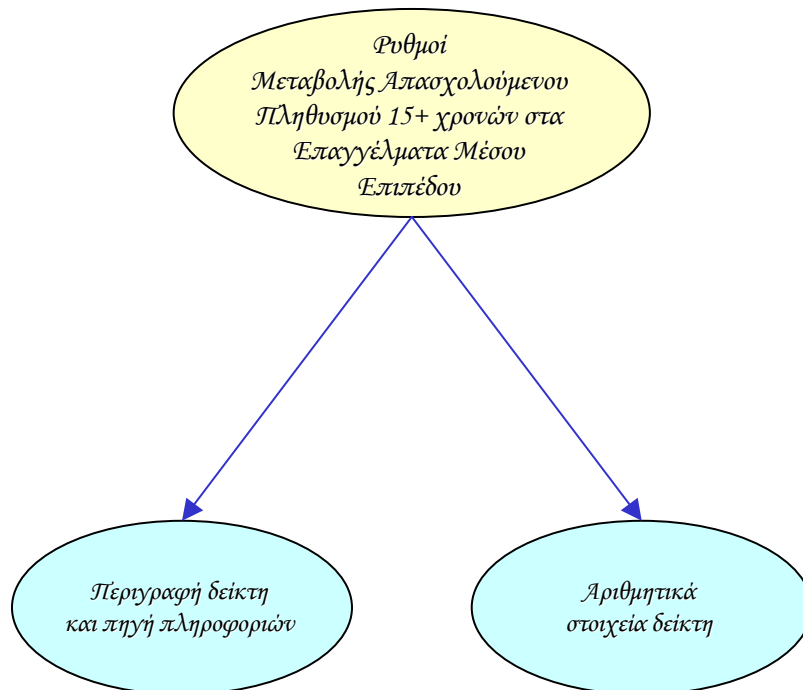 Ρυθμοί
Μεταβολής Απασχολούμενου
Πληθυσμού 15+ χρονών στα
Επαγγέλματα Μέσου
Επιπέδου
Περιγραφή δείκτη
και πηγή πληροφοριών
Αριθμητικά
στοιχεία δείκτη